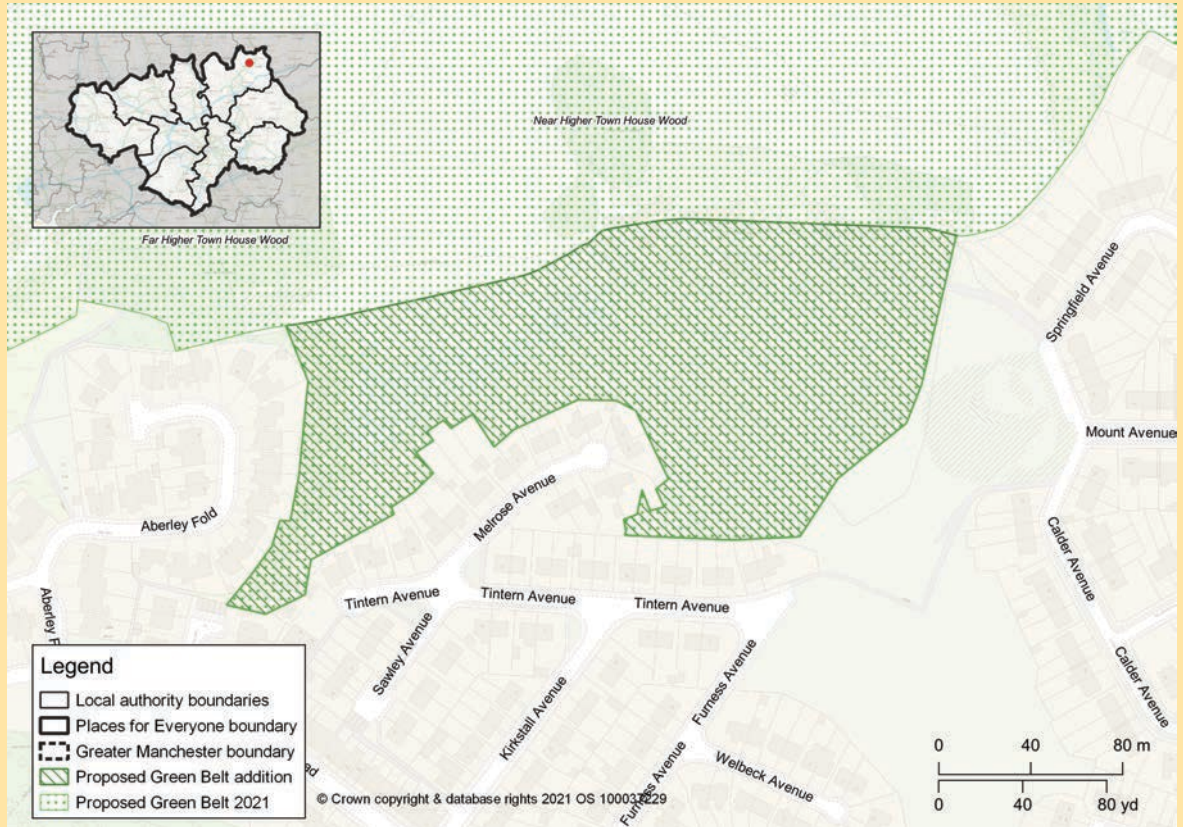 Near Higher Town House Wood
Far Higher Town House Wood
Springfield Avenue
Mount Avenue
Melrose Avenue
Aberley Fold
Calder Avenue
Tintern Avenue
Tintern Avenue
Tintern Avenue
Sawley Avenue
Kirkstall Avenue
Furness Avenue
Calder Avenue
Furness Avenue
Welbeck Avenue
Legend
Local authority boundaries
Places for Everyone boundary
Greater Manchester boundary
Proposed Green Belt addition
Proposed Green Belt 2021
© Crown copyright & database rights 2021 OS
0 40 80 m
0 40 80 yd